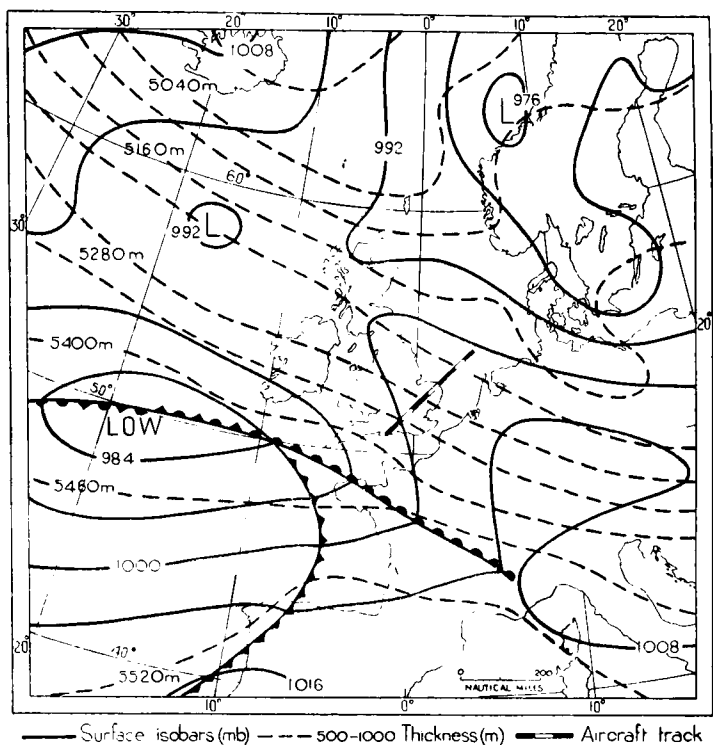 30° 20° 10° 0° 10° 20°
1008
5040m
976
L
992
5160m
60°
30°
L
992
5280m
20°
5400m
50°
LOW
984
5460m
1000
20°
40°
1008
5520m
0 200
NAUTICAL MILES
1016
10° 0° 10°
Surface isobars (mb) 500-1000 Thickness (m) Aircraft track